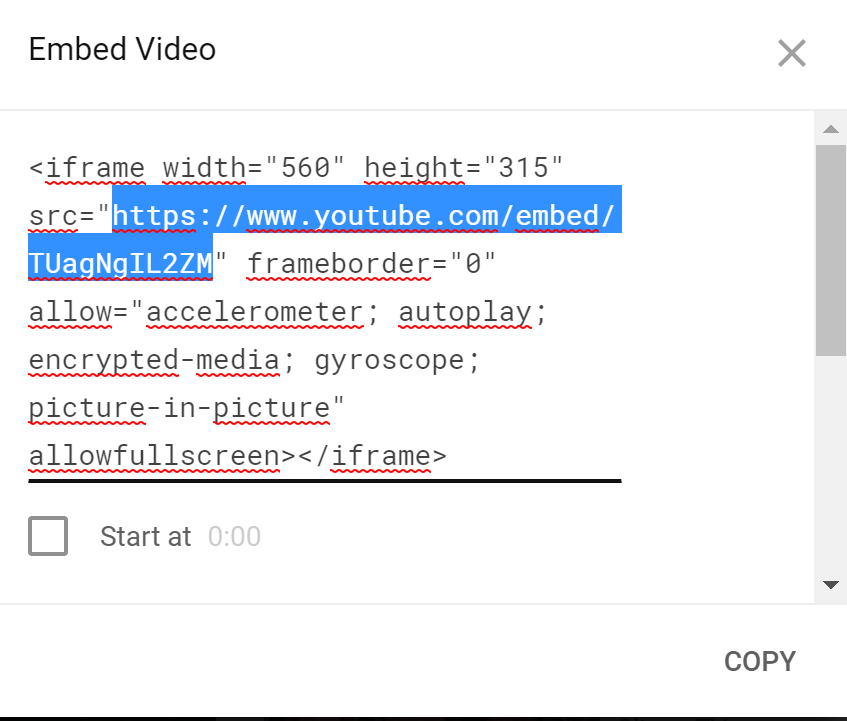 Embed Video
<iframe width="560" height="315"
src="https://www.youtube.com/embed/
TUagNgIL2ZM" frameborder="0"
allow="accelerometer; autoplay;
encrypted-media; gyroscope;
picture-in-picture"
allowfullscreen></iframe>
Start at 0:00
COPY